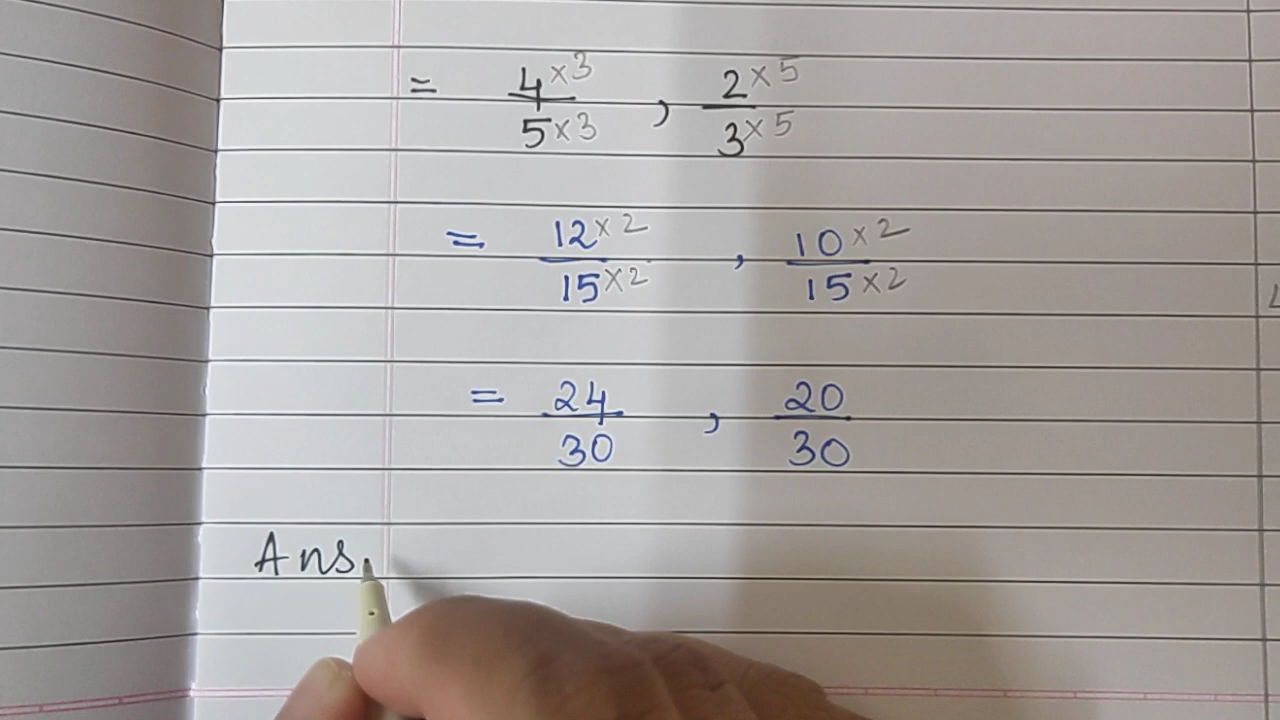 = 4×3/5×3 , 2×5/3×5
= 12×2/15×2 , 10×2/15×2
= 24/30 , 20/30
Ans.